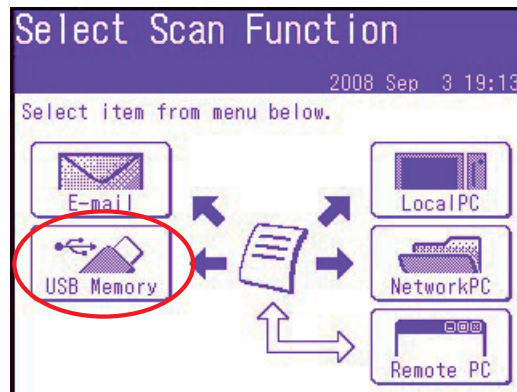 Select Scan Function
2008 Sep 3 19:13
Select item from menu below.
E-mail
LocalPC
USB Memory
NetworkPC
Remote PC